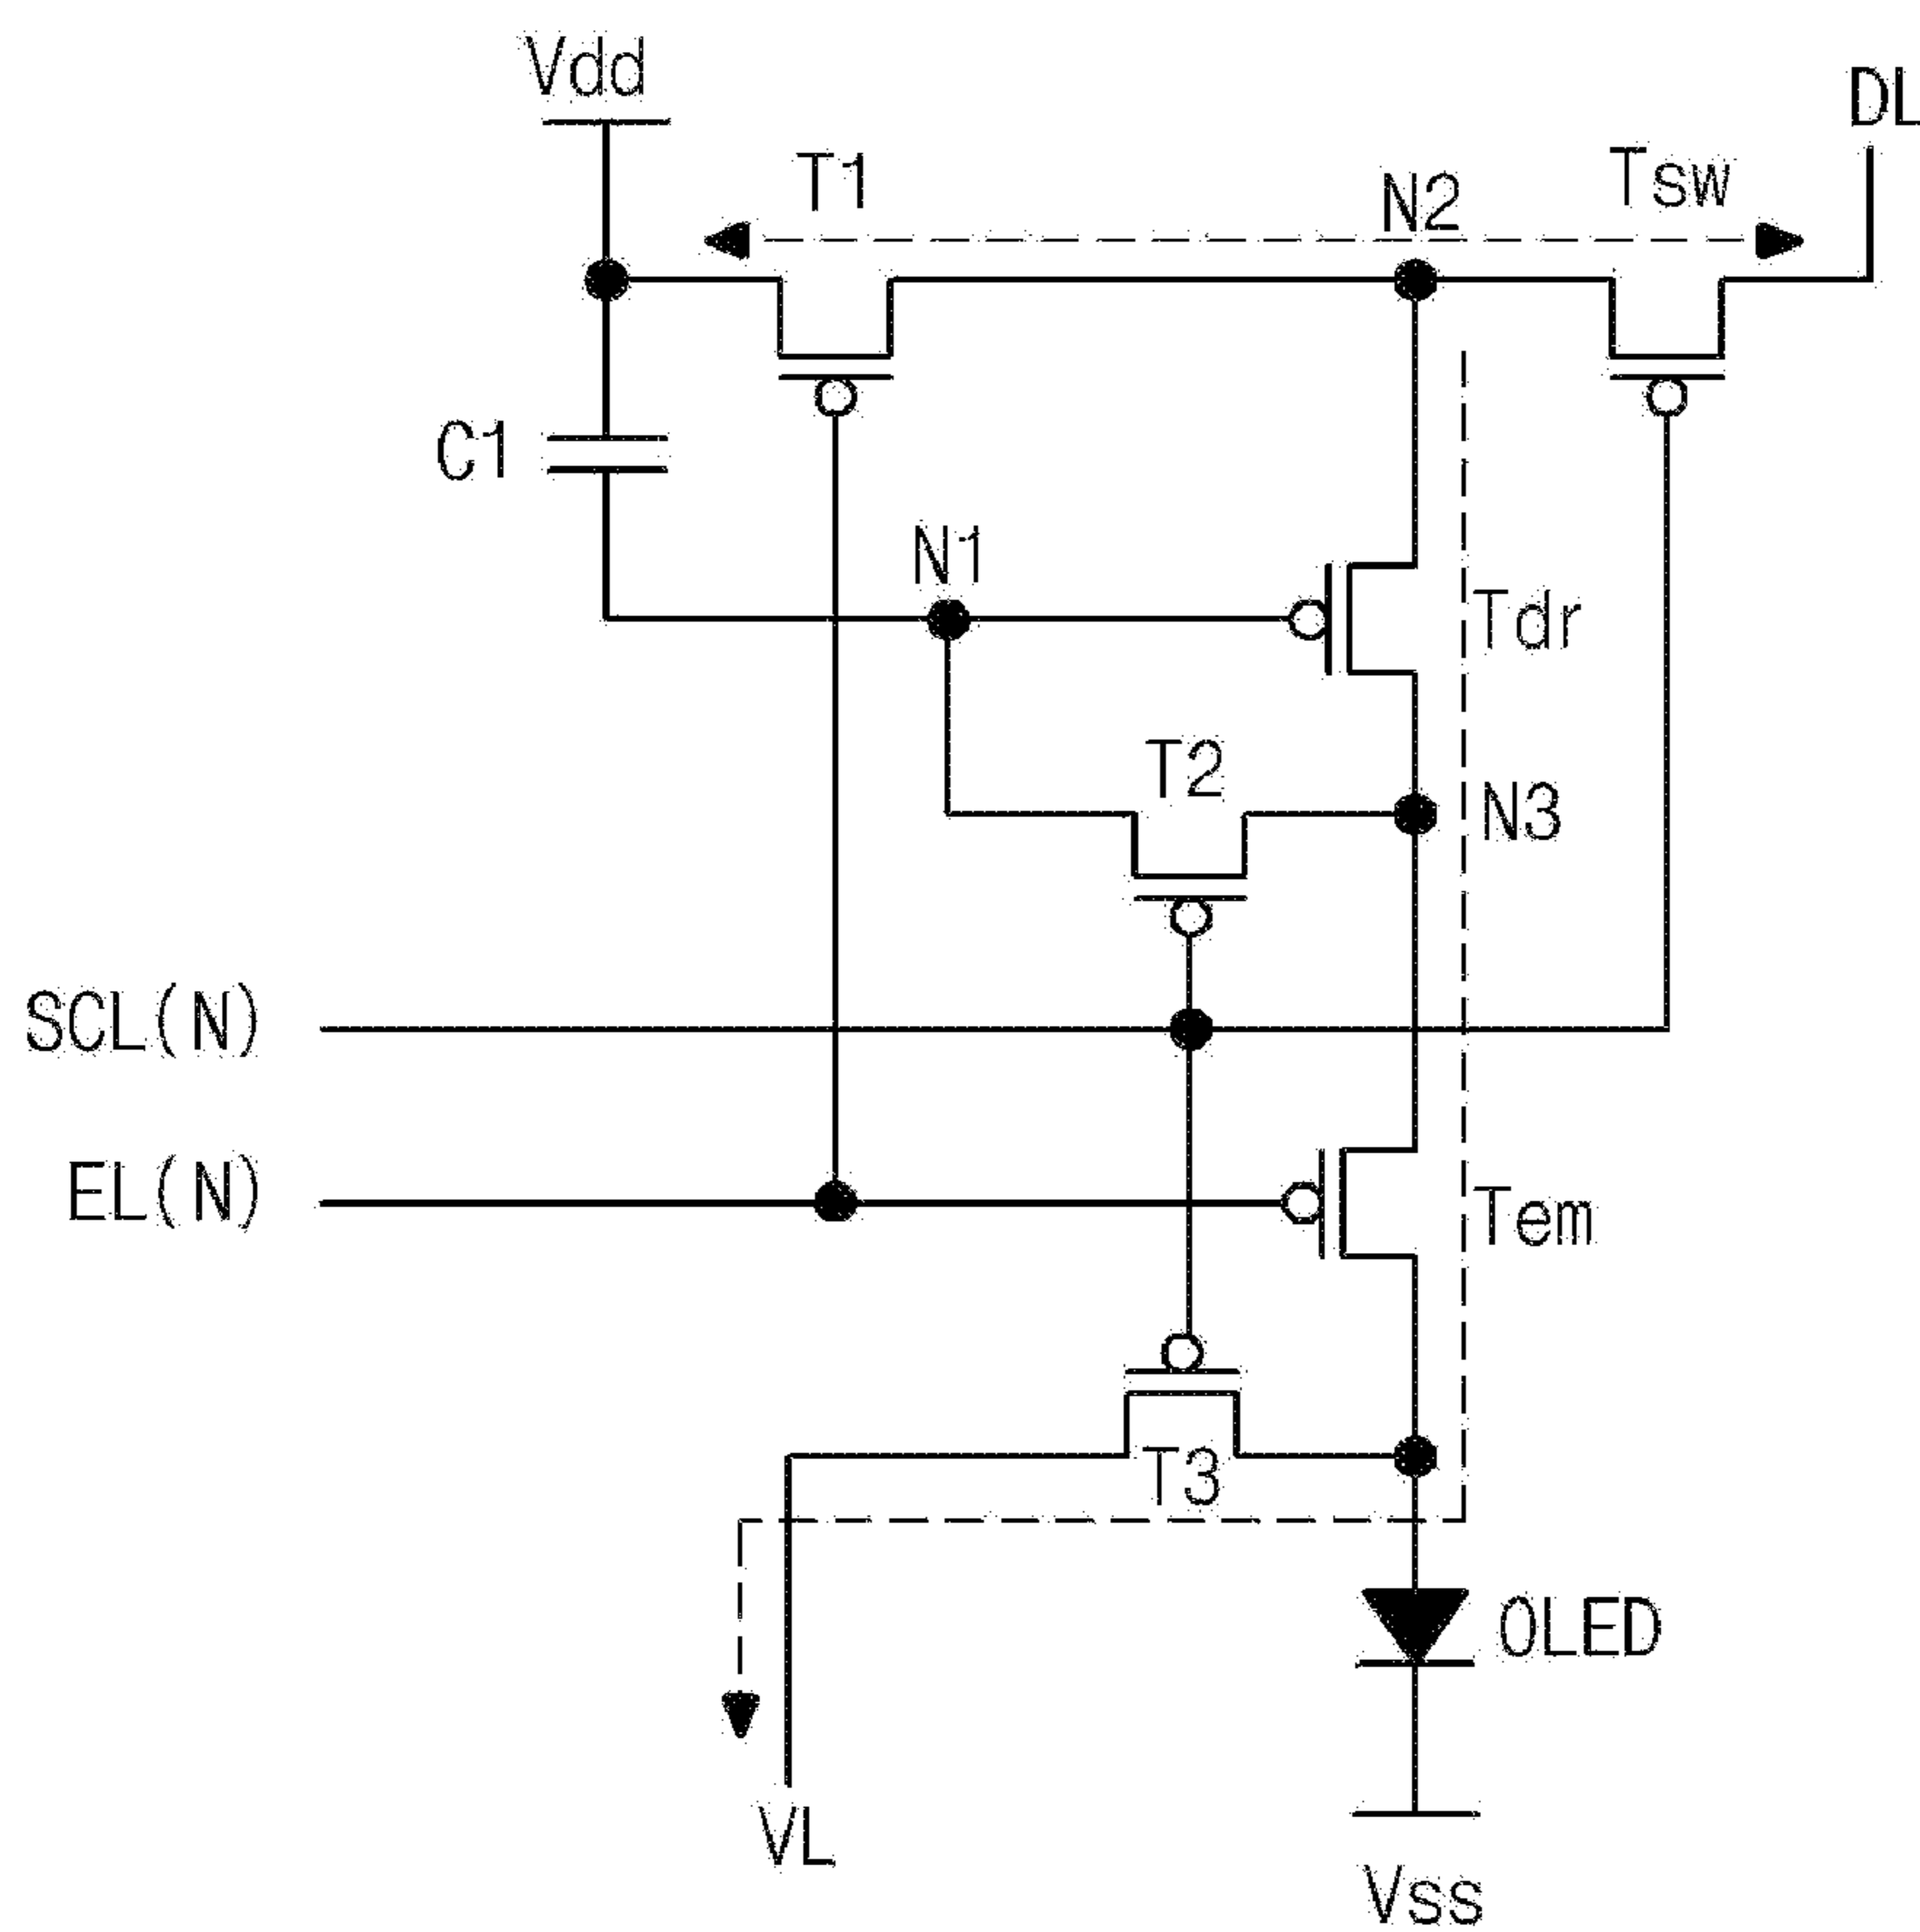 Vdd
DL
T1
N2
Tsw
C1
N1
Tdr
T2
N3
SCL(N)
EL(N)
Tem
T3
OLED
VL
Vss